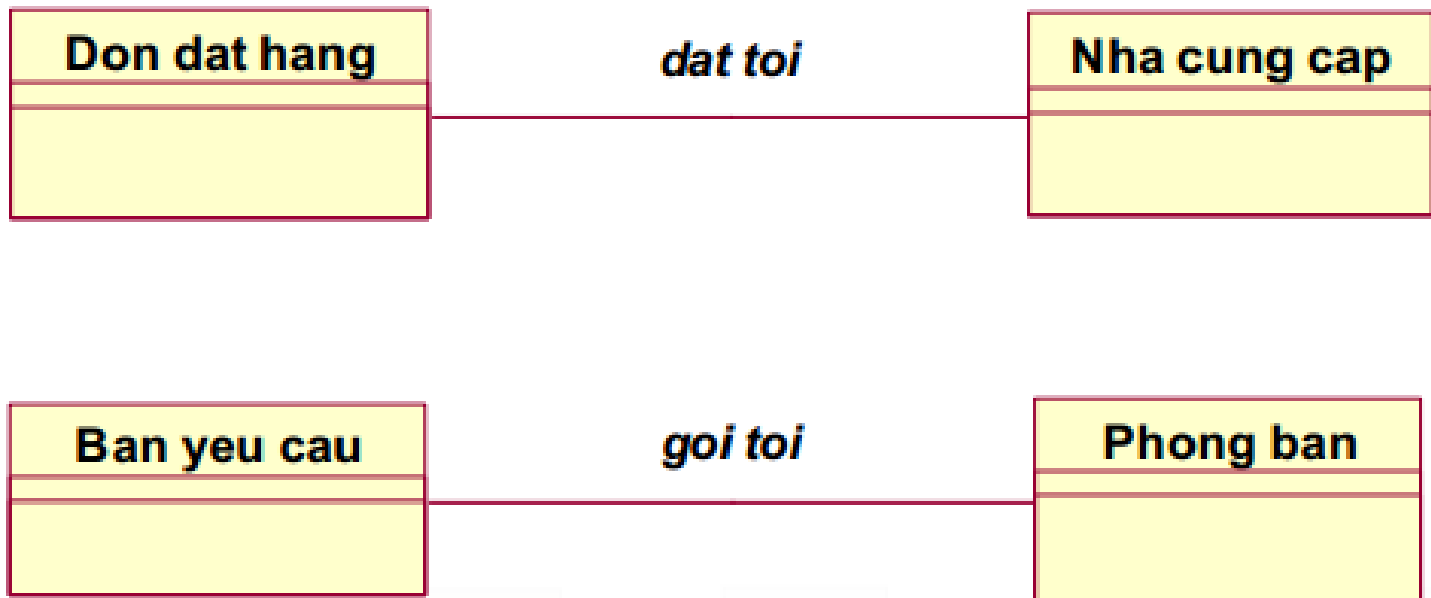 Don dat hang
dat toi
Nha cung cap
Ban yeu cau
goi toi
Phong ban